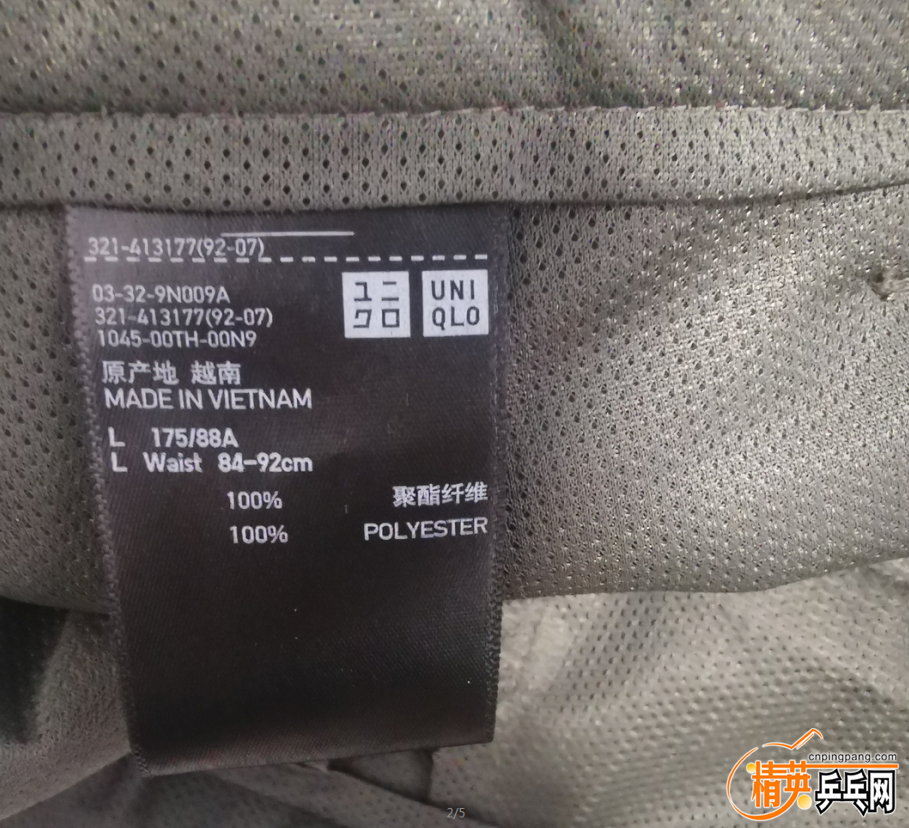 321-413177(92-07)
03-32-9N009A
321-413177(92-07)
1045-00TH-00N9
ユニ
クロ
UNI
QLO
原产地 越南
MADE IN VIETNAM
L 175/88A
L Waist 84-92cm
100% 聚酯纤维
100% POLYESTER
cnpingpang.com
精英乒乓网
2/5